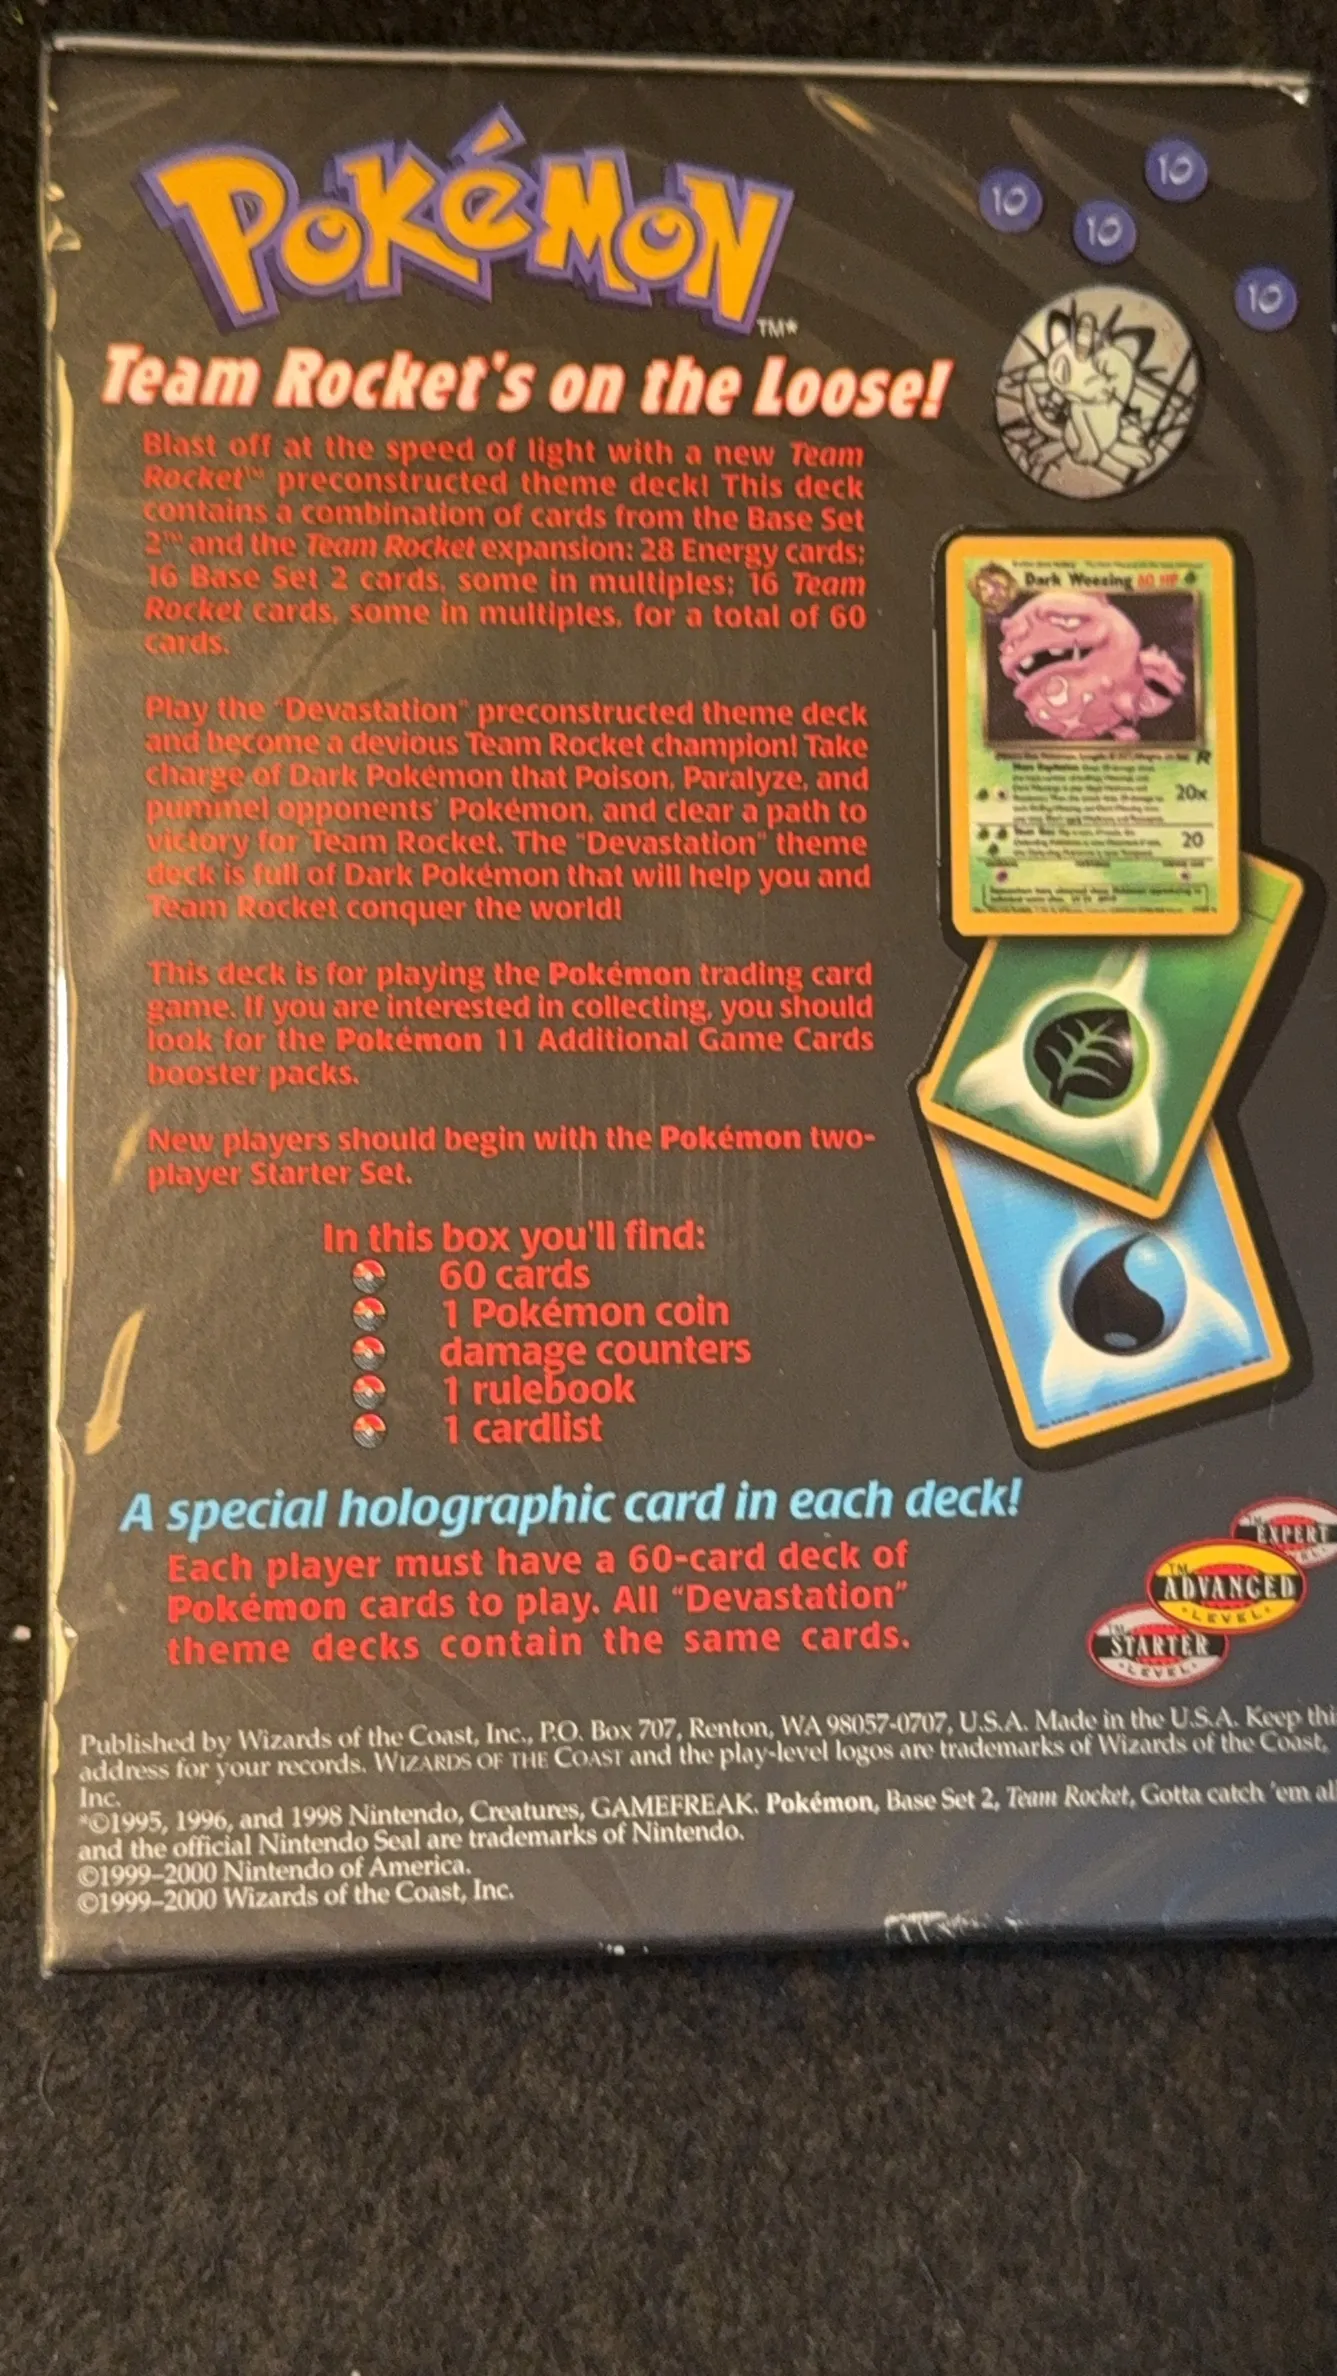 POKéMON
TM*
10
10
10
10
Team Rocket's on the Loose!
Blast off at the speed of light with a new Team
Rocket™ preconstructed theme deck! This deck
contains a combination of cards from the Base Set
2™ and the Team Rocket expansion: 28 Energy cards;
16 Base Set 2 cards, some in multiples; 16 Team
Rocket cards, some in multiples, for a total of 60
cards.
Play the "Devastation" preconstructed theme deck
and become a devious Team Rocket champion! Take
charge of Dark Pokémon that Poison, Paralyze, and
pummel opponents' Pokémon, and clear a path to
victory for Team Rocket. The "Devastation" theme
deck is full of Dark Pokémon that will help you and
Team Rocket conquer the world!
This deck is for playing the Pokémon trading card
game. If you are interested in collecting, you should
look for the Pokémon 11 Additional Game Cards
booster packs.
New players should begin with the Pokémon two-
player Starter Set.
In this box you'll find:
60 cards
1 Pokémon coin
damage counters
1 rulebook
1 cardlist
Dark Weezing 60 HP
R
20x
20
A special holographic card in each deck!
Each player must have a 60-card deck of
Pokémon cards to play. All "Devastation"
theme decks contain the same cards.
TM
EXPERT
TM
ADVANCED
LEVEL
TM
STARTER
LEVEL
Published by Wizards of the Coast, Inc., P.O. Box 707, Renton, WA 98057-0707, U.S.A. Made in the U.S.A. Keep thi
address for your records. WIZARDS OF THE COAST and the play-level logos are trademarks of Wizards of the Coast,
Inc.
*©1995, 1996, and 1998 Nintendo, Creatures, GAMEFREAK. Pokémon, Base Set 2, Team Rocket, Gotta catch 'em al
and the official Nintendo Seal are trademarks of Nintendo.
©1999–2000 Nintendo of America.
©1999–2000 Wizards of the Coast, Inc.